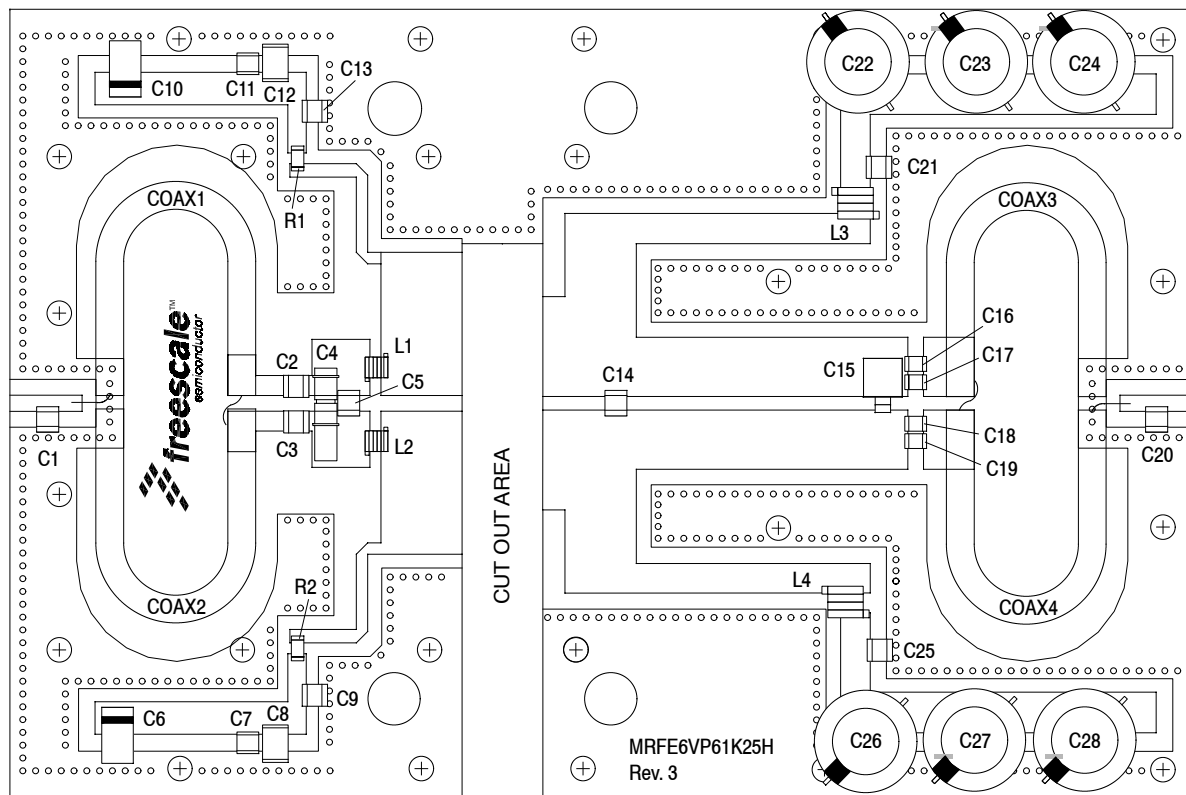 C10
C11
C12
C13
C22
C23
C24
R1
C21
COAX1
COAX3
L3
freescale™
semiconductor
C2
C4
L1
C5
C14
C15
C16
C17
C1
C3
L2
C18
C19
C20
CUT OUT AREA
R2
L4
COAX2
COAX4
C25
C6
C7
C8
C9
MRFE6VP61K25H
Rev. 3
C26
C27
C28